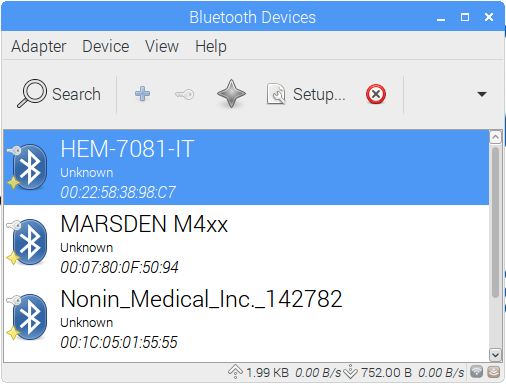 Bluetooth Devices
Adapter Device View Help
Search Setup...
HEM-7081-IT
Unknown
00:22:58:38:98:C7
MARSDEN M4xx
Unknown
00:07:80:0F:50:94
Nonin_Medical_Inc._142782
Unknown
00:1C:05:01:55:55
1.99 KB 0.00 B/s 752.00 B 0.00 B/s